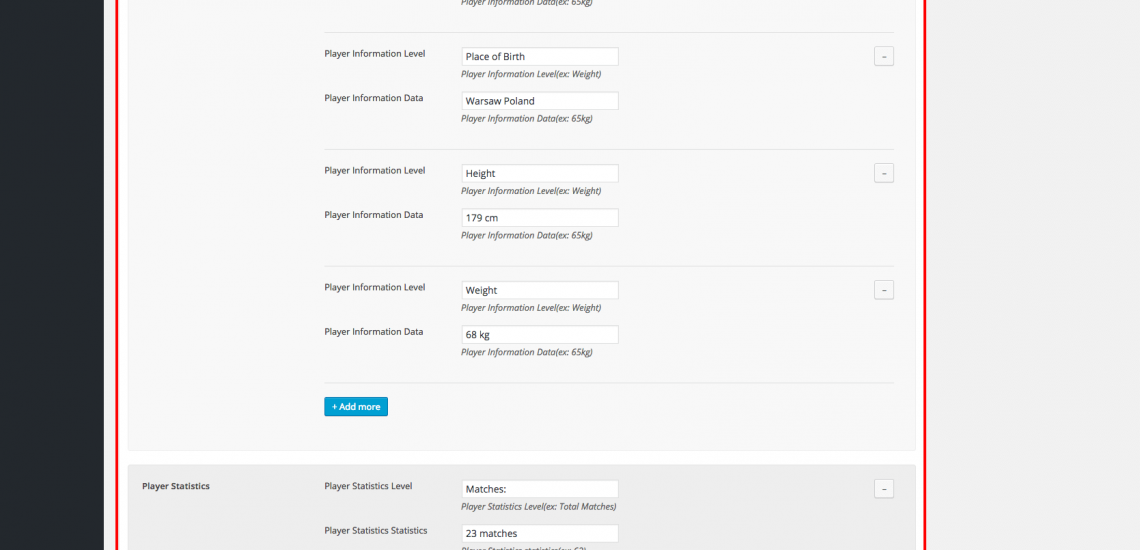 Player Information Data(ex: 65kg)
Player Information Level
Place of Birth
–
Player Information Level(ex: Weight)
Player Information Data
Warsaw Poland
Player Information Data(ex: 65kg)
Player Information Level
Height
–
Player Information Level(ex: Weight)
Player Information Data
179 cm
Player Information Data(ex: 65kg)
Player Information Level
Weight
–
Player Information Level(ex: Weight)
Player Information Data
68 kg
Player Information Data(ex: 65kg)
+ Add more
Player Statistics
Player Statistics Level
Matches:
–
Player Statistics Level(ex: Total Matches)
Player Statistics Statistics
23 matches